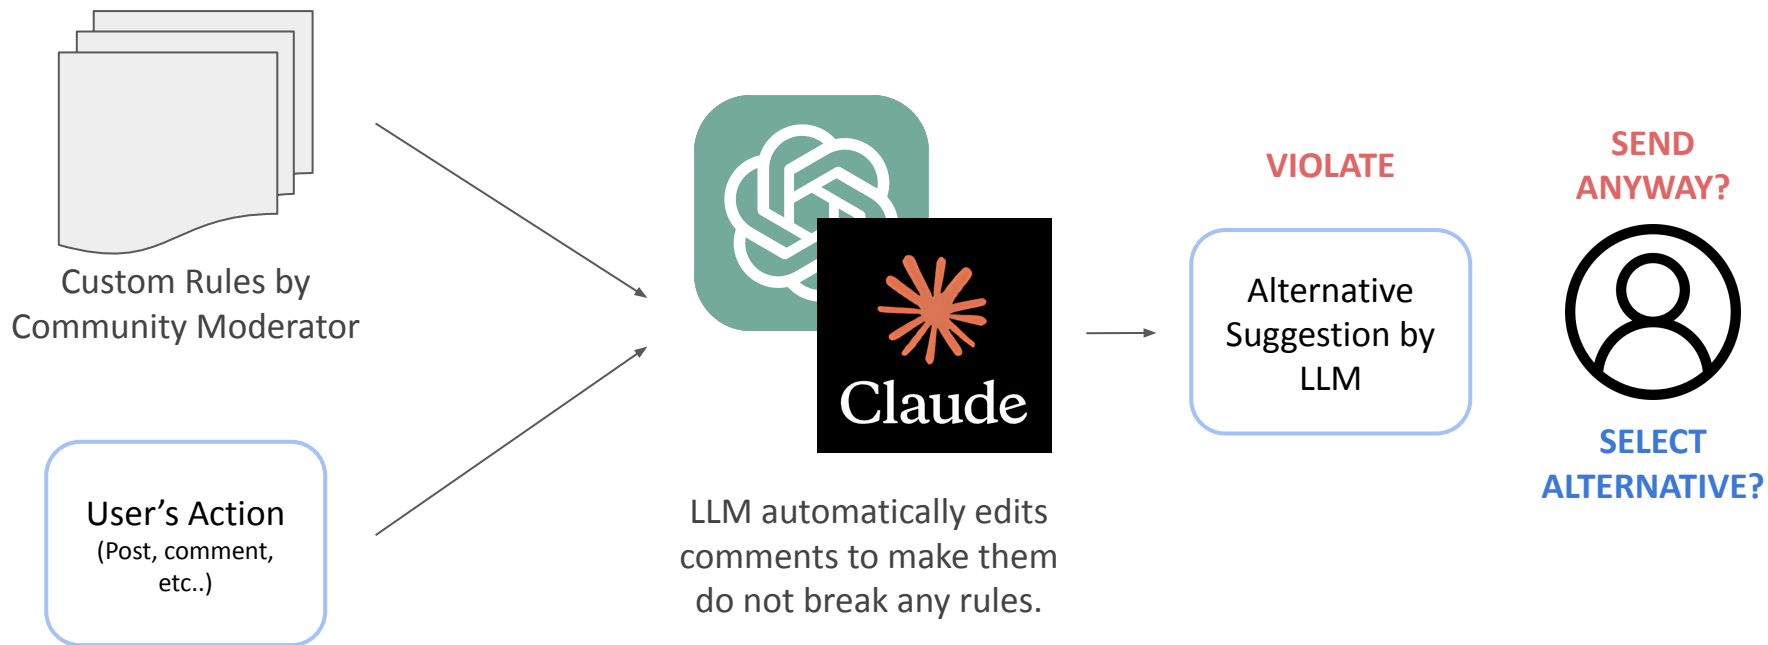 Custom Rules by
Community Moderator
User’s Action
(Post, comment,
etc..)
Claude
LLM automatically edits
comments to make them
do not break any rules.
VIOLATE
Alternative
Suggestion by
LLM
SEND
ANYWAY?
SELECT
ALTERNATIVE?